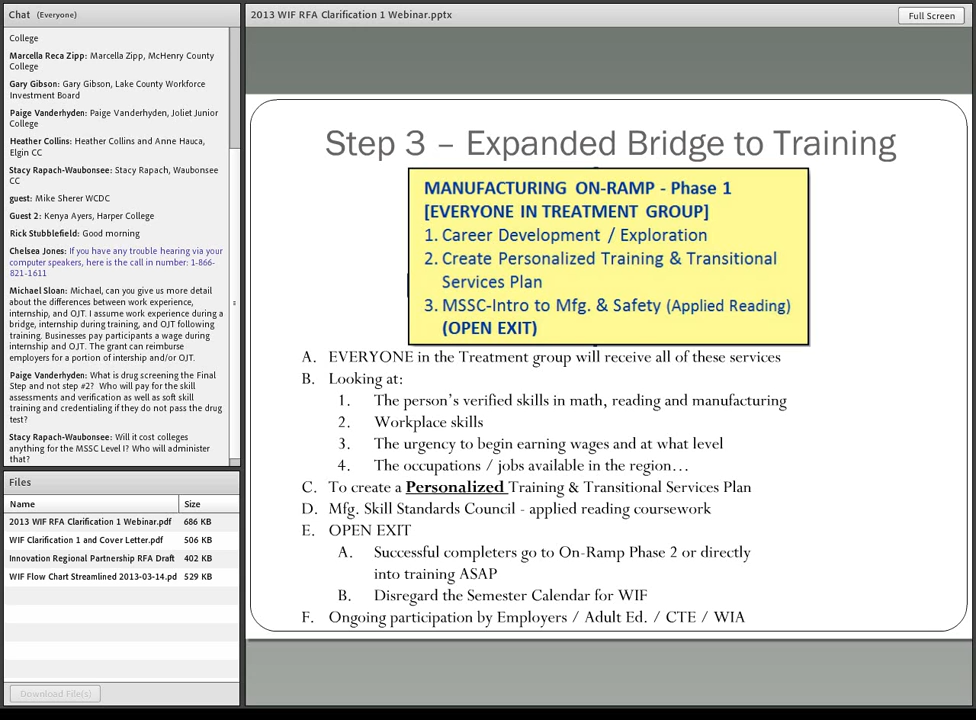 Chat (Everyone)
College
Marcella Reca Zipp: Marcella Zipp, McHenry County
College
Gary Gibson: Gary Gibson, Lake County Workforce
Investment Board
Paige Vanderhyden: Paige Vanderhyden, Joliet Junior
College
Heather Collins: Heather Collins and Anne Hauca,
Elgin CC
Stacy Rapach-Waubonsee: Stacy Rapach, Waubonsee
CC
guest: Mike Sherer WCDC
Guest 2: Kenya Ayers, Harper College
Rick Stubblefield: Good morning
Chelsea Jones: If you have any trouble hearing via your
computer speakers, here is the call in number: 1-866-
821-1611
Michael Sloan: Michael, can you give us more detail
about the differences between work experience,
internship, and OJT. I assume work experience during a
bridge, internship during training, and OJT following
training. Businesses pay participants a wage during
internship and OJT. The grant can reimburse
employers for a portion of intership and/or OJT.
Paige Vanderhyden: What is drug screening the Final
Step and not step #2? Who will pay for the skill
assessments and verification as well as soft skill
training and credentialing if they do not pass the drug
test?
Stacy Rapach-Waubonsee: Will it cost colleges
anything for the MSSC Level I? Who will administer
that?
Files
Name Size
2013 WIF RFA Clarification 1 Webinar.pdf 686 KB
WIF Clarification 1 and Cover Letter.pdf 506 KB
Innovation Regional Partnership RFA Draft 402 KB
WIF Flow Chart Streamlined 2013-03-14.pd 529 KB
Download File(s)
2013 WIF RFA Clarification 1 Webinar.pptx
Full Screen
Step 3 – Expanded Bridge to Training
MANUFACTURING ON-RAMP - Phase 1
[EVERYONE IN TREATMENT GROUP]
1. Career Development / Exploration
2. Create Personalized Training & Transitional
Services Plan
3. MSSC-Intro to Mfg. & Safety (Applied Reading)
(OPEN EXIT)
A. EVERYONE in the Treatment group will receive all of these services
B. Looking at:
1. The person's verified skills in math, reading and manufacturing
2. Workplace skills
3. The urgency to begin earning wages and at what level
4. The occupations / jobs available in the region…
C. To create a Personalized Training & Transitional Services Plan
D. Mfg. Skill Standards Council - applied reading coursework
E. OPEN EXIT
A. Successful completers go to On-Ramp Phase 2 or directly
into training ASAP
B. Disregard the Semester Calendar for WIF
F. Ongoing participation by Employers / Adult Ed. / CTE / WIA